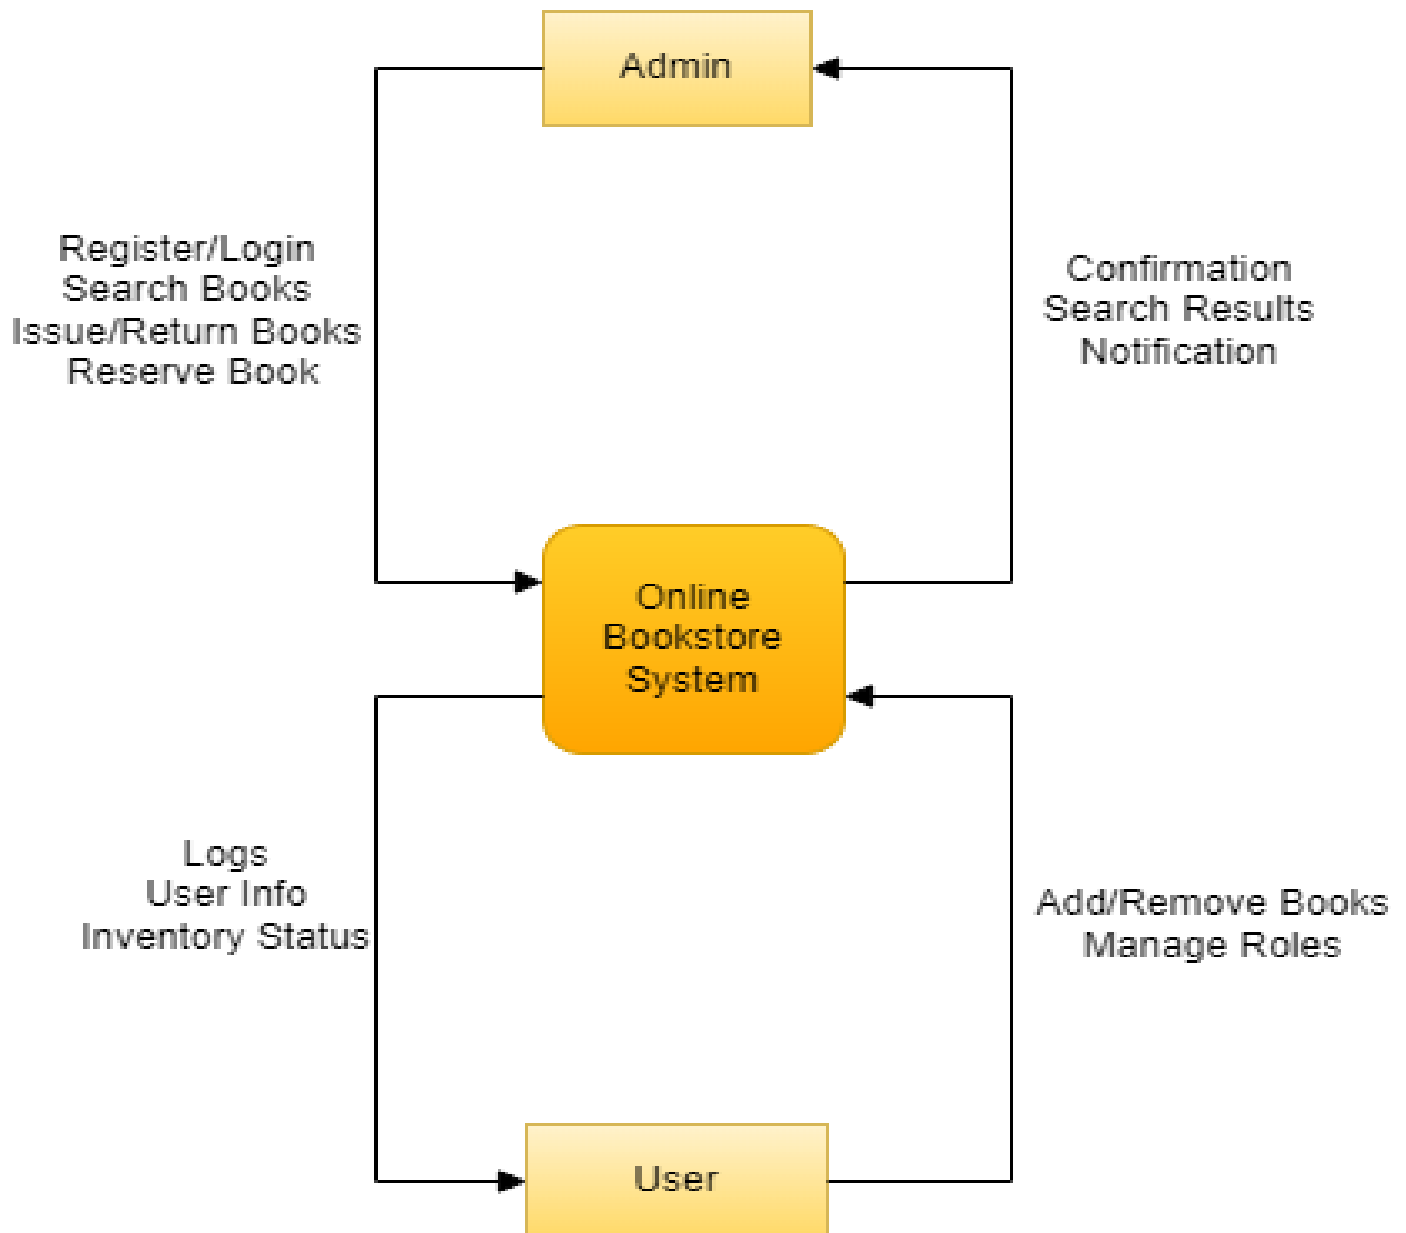 Admin
Register/Login
Search Books
Issue/Return Books
Reserve Book
Confirmation
Search Results
Notification
Online
Bookstore
System
Logs
User Info
Inventory Status
Add/Remove Books
Manage Roles
User